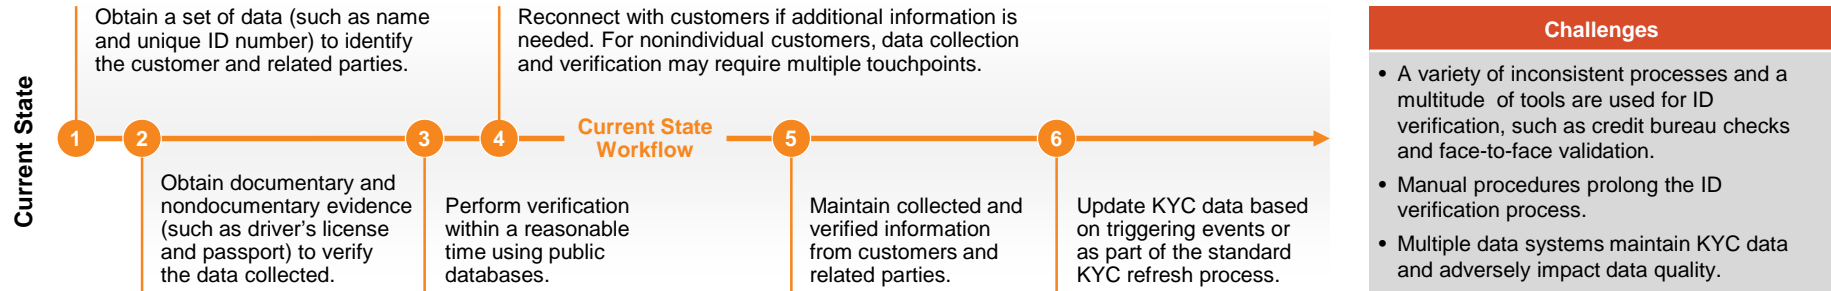 Current State
Obtain a set of data (such as name
and unique ID number) to identify
the customer and related parties.
Reconnect with customers if additional information is
needed. For nonindividual customers, data collection
and verification may require multiple touchpoints.
1
2
3
4
Current State
Workflow
5
6
Obtain documentary and
nondocumentary evidence
(such as driver's license
and passport) to verify
the data collected.
Perform verification
within a reasonable
time using public
databases.
Maintain collected and
verified information
from customers and
related parties.
Update KYC data based
on triggering events or
as part of the standard
KYC refresh process.
Challenges
• A variety of inconsistent processes and a
multitude of tools are used for ID
verification, such as credit bureau checks
and face-to-face validation.
• Manual procedures prolong the ID
verification process.
• Multiple data systems maintain KYC data
and adversely impact data quality.